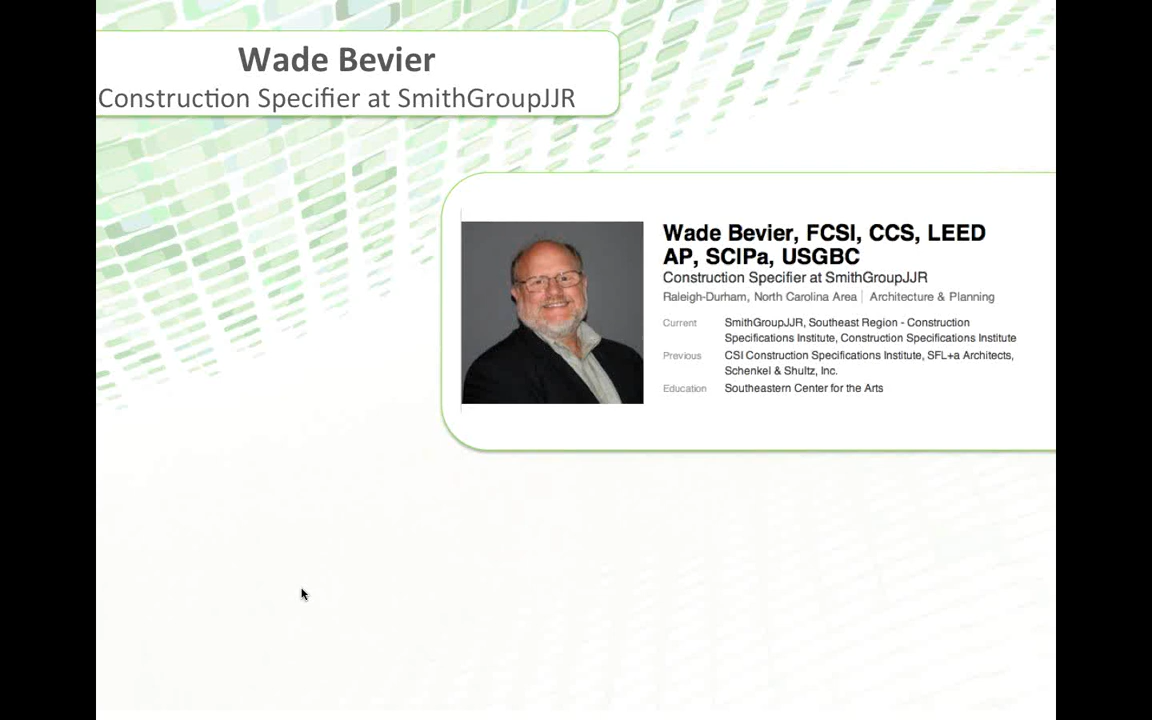 Wade Bevier
Construction Specifier at SmithGroupJJR
Wade Bevier, FCSI, CCS, LEED
AP, SCIPa, USGBC
Construction Specifier at SmithGroupJJR
Raleigh-Durham, North Carolina Area | Architecture & Planning
Current SmithGroupJJR, Southeast Region - Construction
Specifications Institute, Construction Specifications Institute
Previous CSI Construction Specifications Institute, SFL+a Architects,
Schenkel & Shultz, Inc.
Education Southeastern Center for the Arts